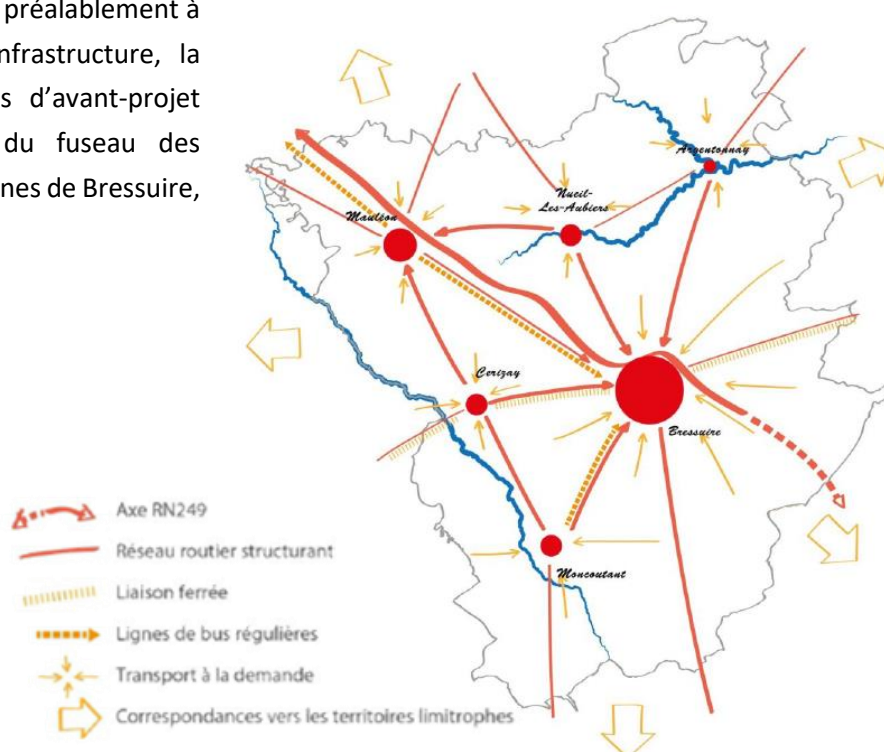 préalablement à
nfrastructure, la
s d’avant-projet
du fuseau des
nes de Bressuire,
Argentonnay
Nueil-
Les-Aubiers
Mauléon
Cerizay
Bressuire
Moncoutant
Axe RN249
Réseau routier structurant
Liaison ferrée
Lignes de bus régulières
Transport à la demande
Correspondances vers les territoires limitrophes